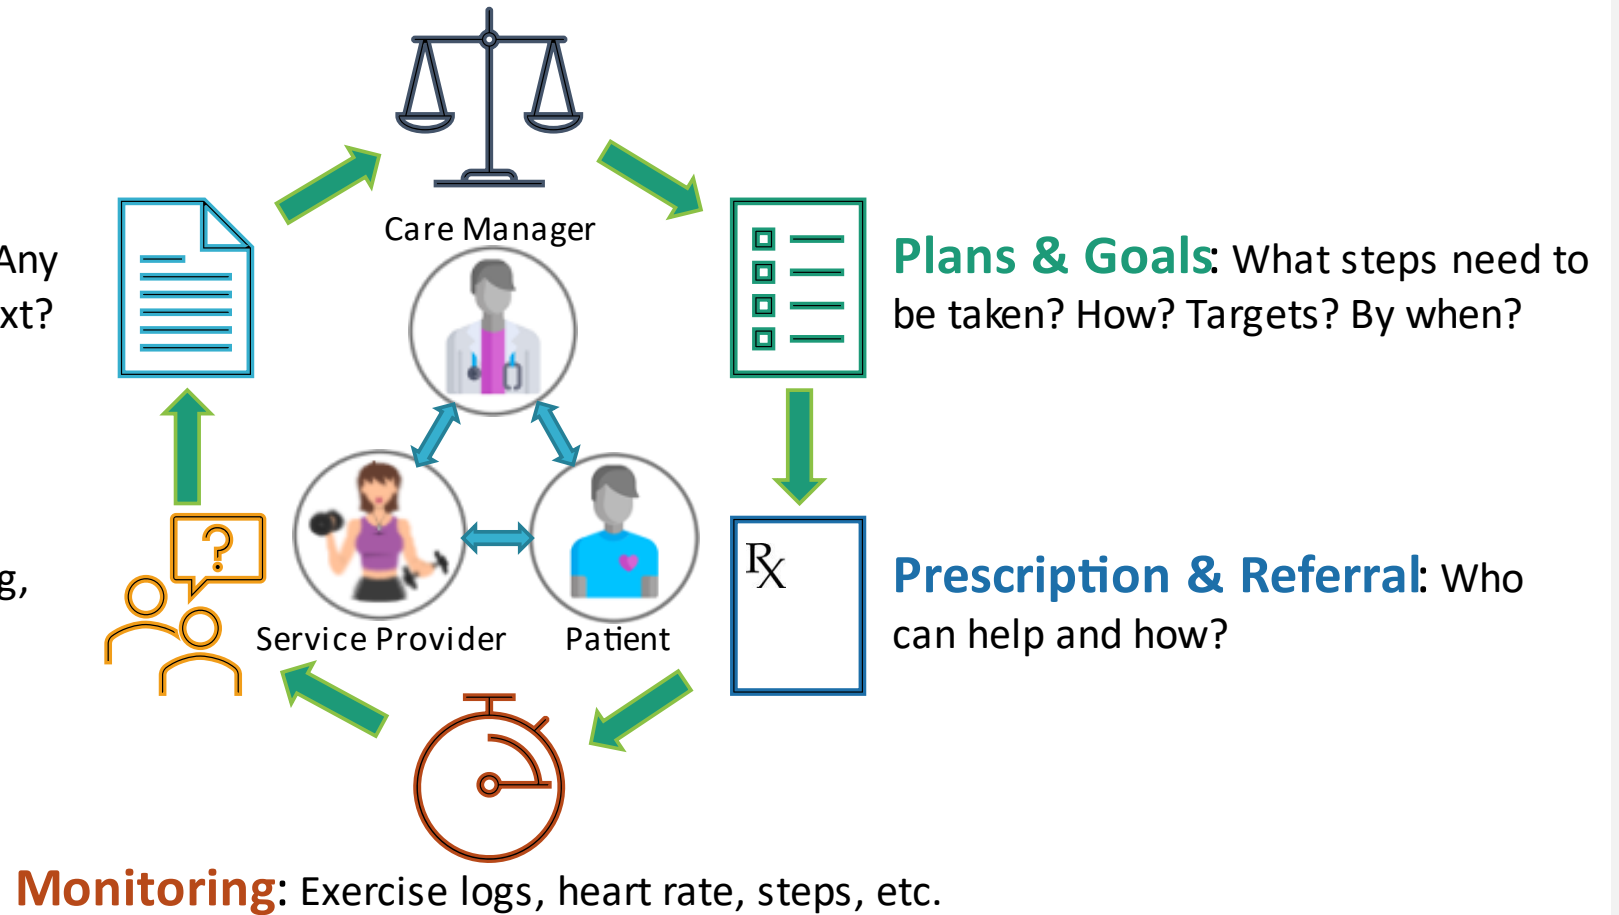 Care Manager
Any
xt?
Plans & Goals: What steps need to
be taken? How? Targets? By when?
?
g,
Rx
Prescription & Referral: Who
can help and how?
Service Provider
Patient
Monitoring: Exercise logs, heart rate, steps, etc.